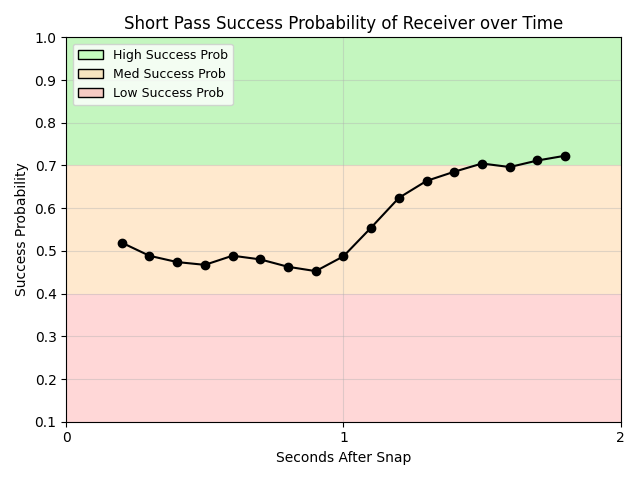 Short Pass Success Probability of Receiver over Time
High Success Prob
Med Success Prob
Low Success Prob
Success Probability
1.0
0.9
0.8
0.7
0.6
0.5
0.4
0.3
0.2
0.1
0 1 2
Seconds After Snap